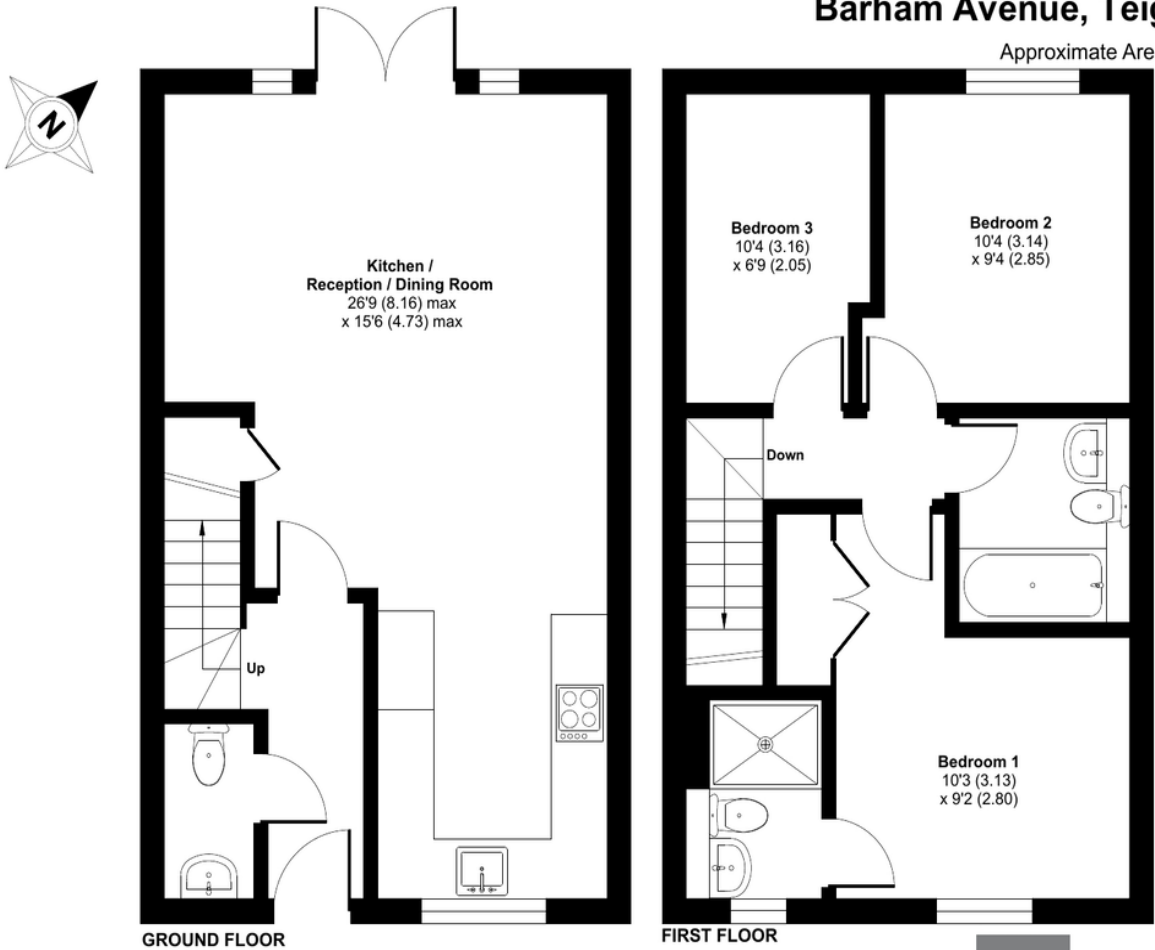 Barham Avenue, Teig
Approximate Are
N
Kitchen /
Reception / Dining Room
26'9 (8.16) max
x 15'6 (4.73) max
Up
GROUND FLOOR
Bedroom 3
10'4 (3.16)
x 6'9 (2.05)
Bedroom 2
10'4 (3.14)
x 9'4 (2.85)
Down
Bedroom 1
10'3 (3.13)
x 9'2 (2.80)
FIRST FLOOR